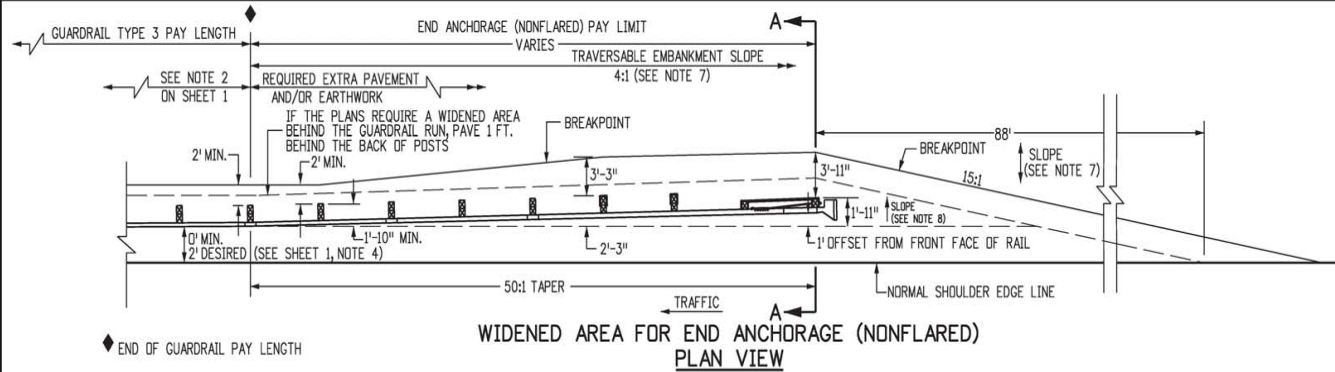 GUARDRAIL TYPE 3 PAY LENGTH
END ANCHORAGE (NONFLARED) PAY LIMIT
VARIES
A
TRAVERSABLE EMBANKMENT SLOPE
4:1 (SEE NOTE 7)
SEE NOTE 2
ON SHEET 1
REQUIRED EXTRA PAVEMENT
AND/OR EARTHWORK
IF THE PLANS REQUIRE A WIDENED AREA
BEHIND THE GUARDRAIL RUN, PAVE 1 FT.
BEHIND THE BACK OF POSTS
BREAKPOINT
88'
BREAKPOINT
SLOPE
(SEE NOTE 7)
2' MIN.
2' MIN.
3'-3"
3'-11"
15:1
1'-11"
SLOPE
(SEE NOTE 8)
0' MIN.
2' DESIRED (SEE SHEET 1, NOTE 4)
1'-10" MIN.
2'-3"
1' OFFSET FROM FRONT FACE OF RAIL
50:1 TAPER
NORMAL SHOULDER EDGE LINE
TRAFFIC
A
WIDENED AREA FOR END ANCHORAGE (NONFLARED)
PLAN VIEW
END OF GUARDRAIL PAY LENGTH